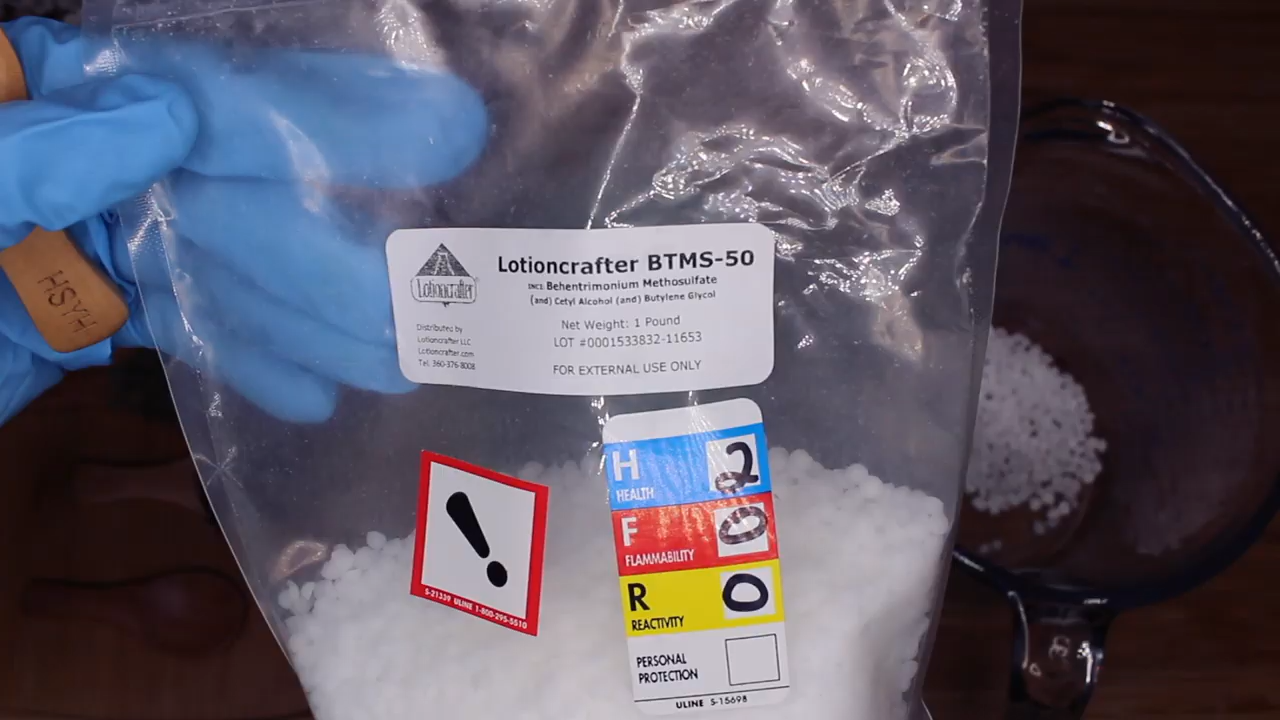 HSYH
Lotioncrafter®
Distributed by
Lotioncrafter LLC
Lotioncrafter.com
Tel. 360-376-8008
Lotioncrafter BTMS-50
INCI: Behentrimonium Methosulfate
(and) Cetyl Alcohol (and) Butylene Glycol
Net Weight: 1 Pound
LOT #0001533832-11653
FOR EXTERNAL USE ONLY
!
S-21339 ULINE 1-800-295-5510
H 2
HEALTH
F 0
FLAMMABILITY
R 0
REACTIVITY
PERSONAL
PROTECTION
ULINE S-15698